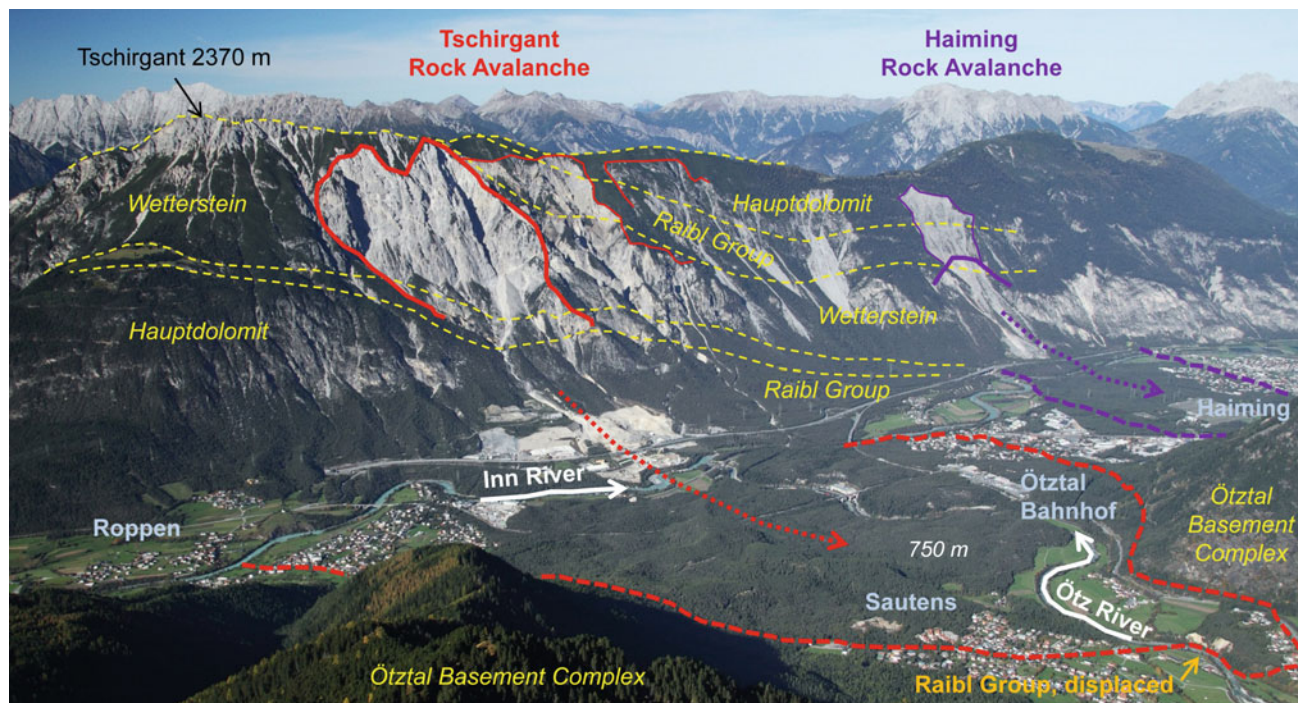 Tschirgant 2370 m
Tschirgant
Rock Avalanche
Haiming
Rock Avalanche
Wetterstein
Hauptdolomit
Raibl Group
Hauptdolomit
Wetterstein
Raibl Group
Haiming
Inn River
Roppen
Ötztal
Bahnhof
Ötztal
Basement
Complex
750 m
Sautens
Ötz River
Ötztal Basement Complex
Raibl Group, displaced